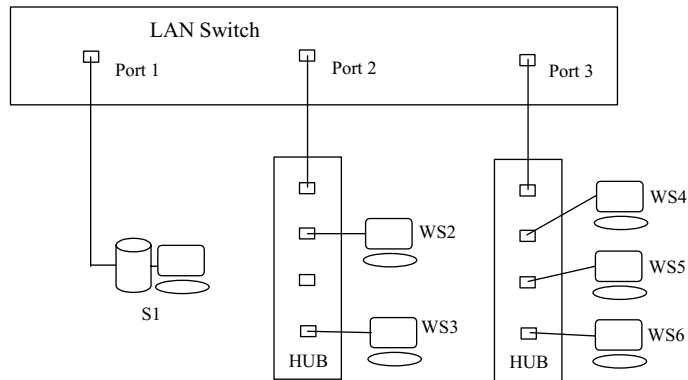 LAN Switch
Port 1
Port 2
Port 3
WS4
WS2
WS5
S1
WS3
WS6
HUB
HUB